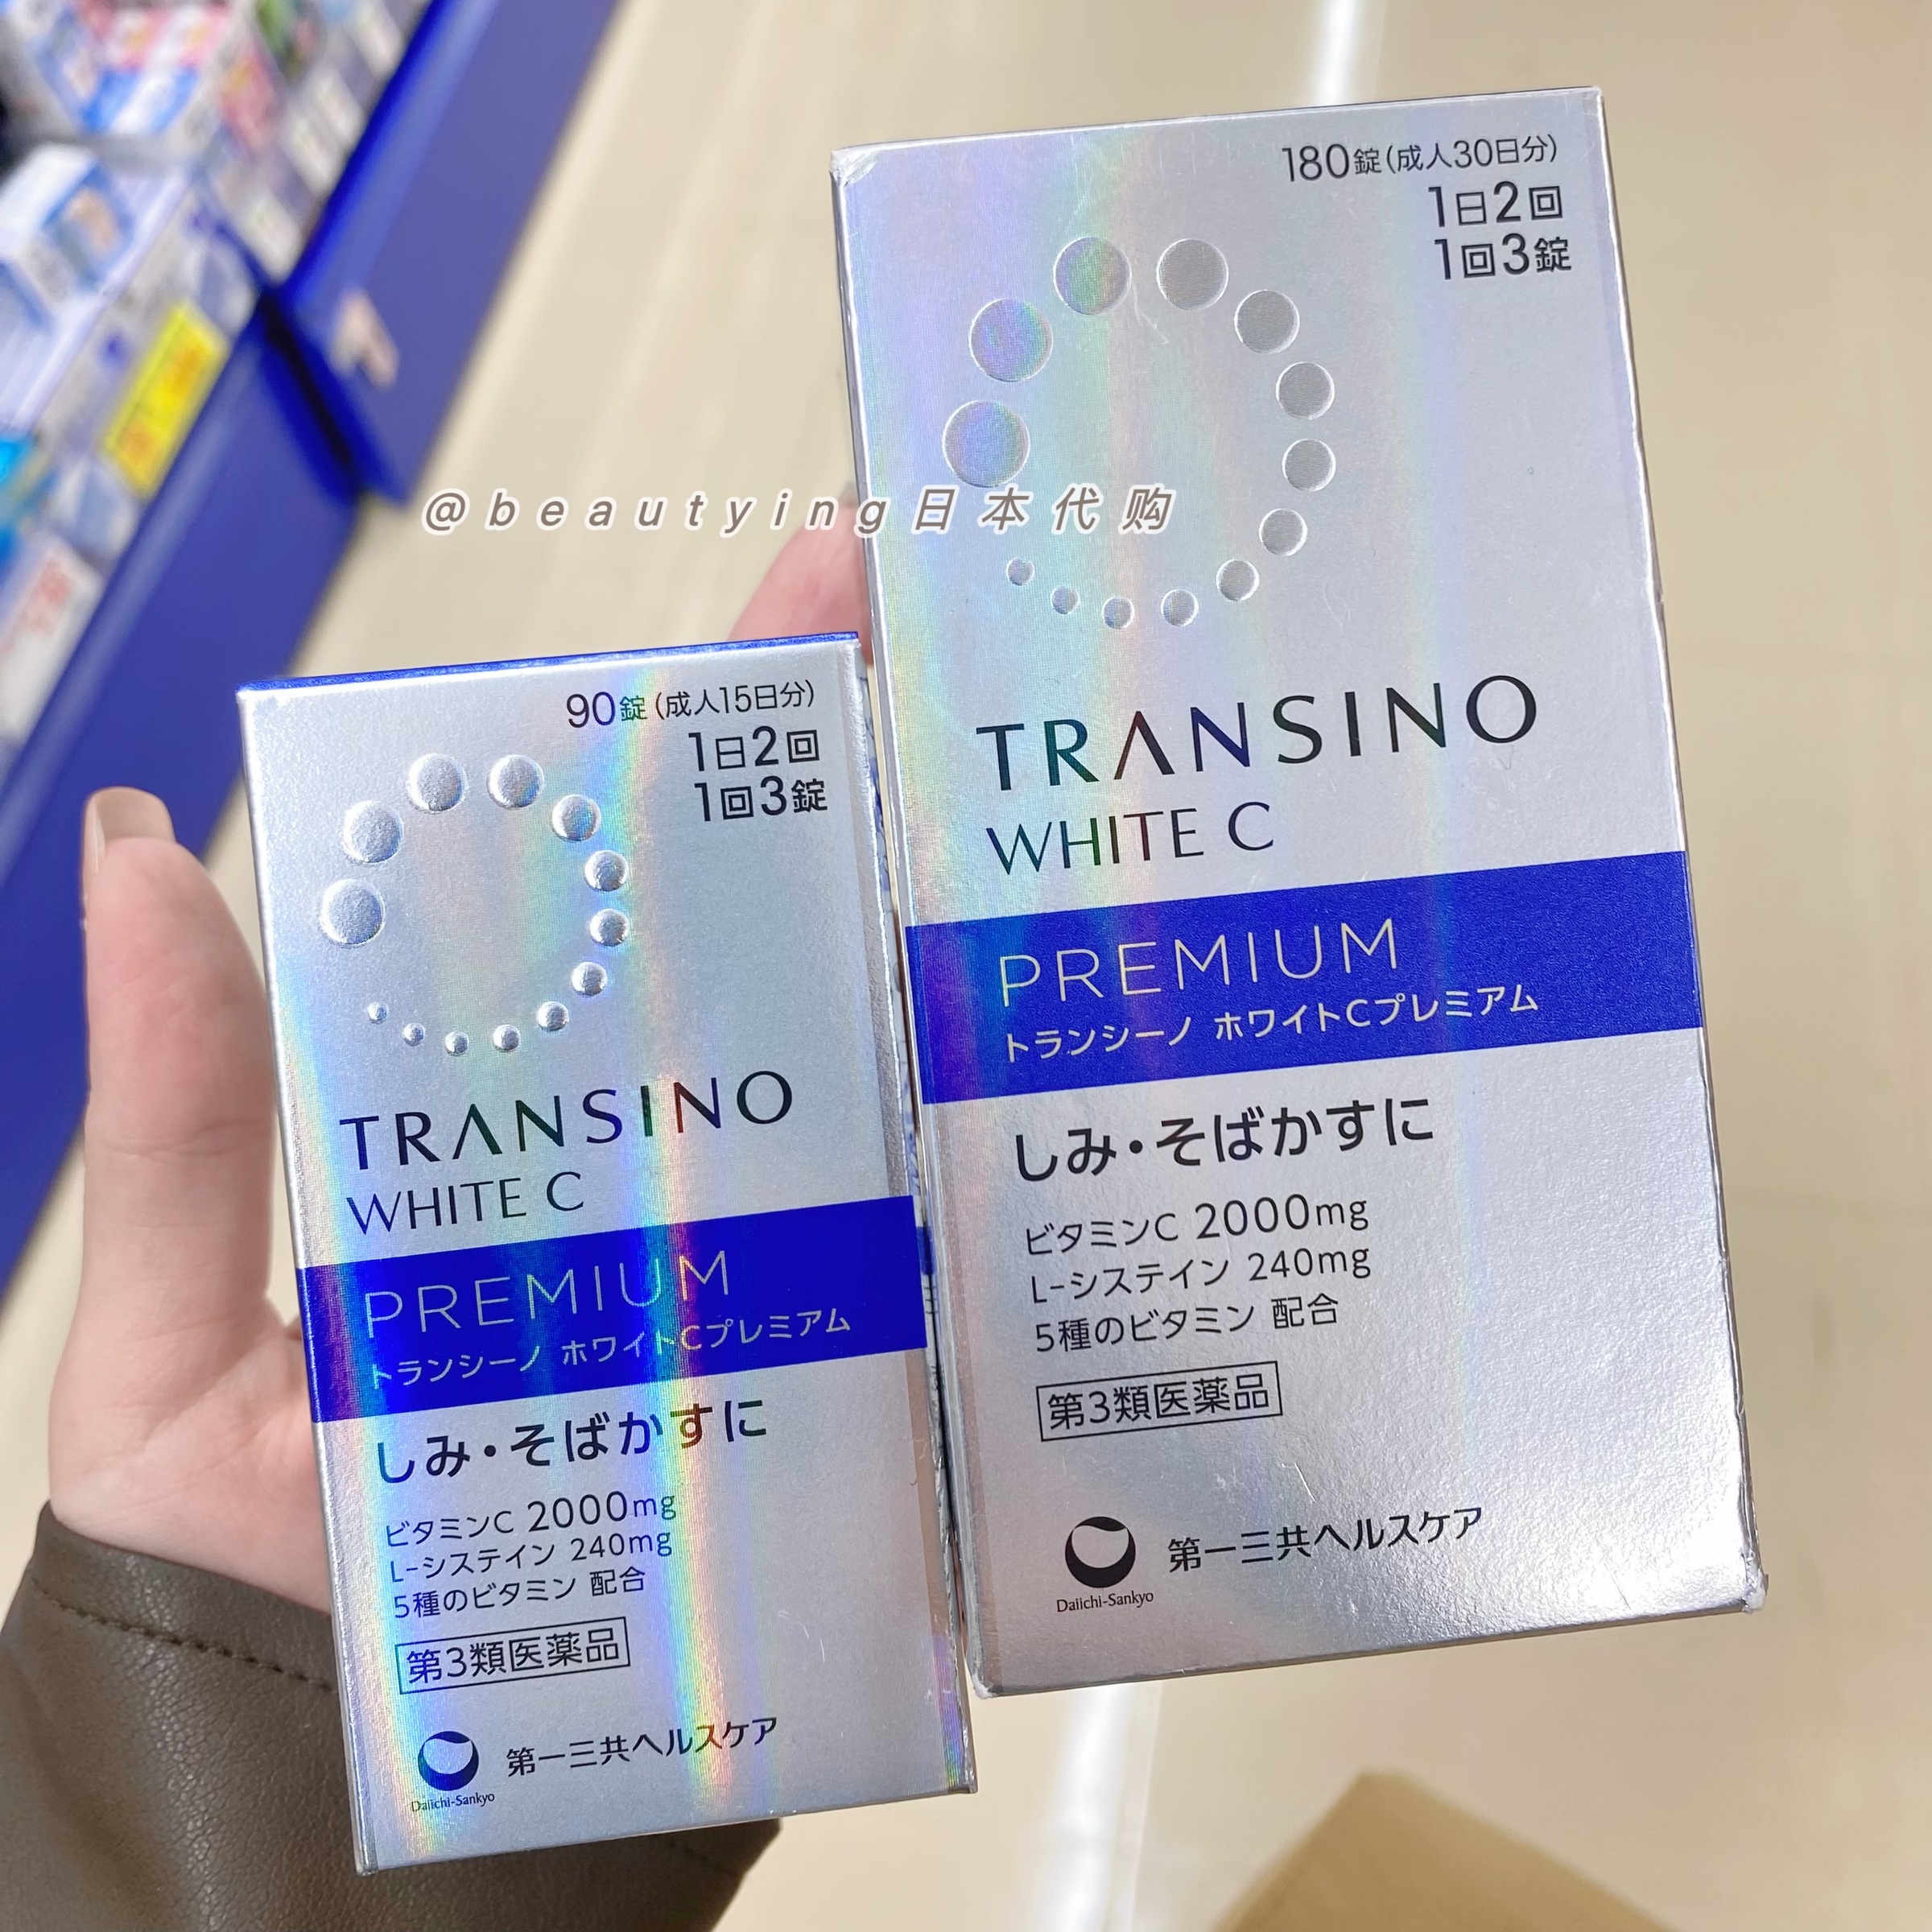 @beautying日本代购
90錠(成人15日分)
1日2回
1回3錠
TRANSINO
WHITE C
PREMIUM
トランシーノ ホワイトCプレミアム
しみ・そばかすに
ビタミンC 2000mg
L-システイン 240mg
5種のビタミン 配合
第3類医薬品
第一三共ヘルスケア
Daiichi-Sankyo
180錠(成人30日分)
1日2回
1回3錠
TRANSINO
WHITE C
PREMIUM
トランシーノ ホワイトCプレミアム
しみ・そばかすに
ビタミンC 2000mg
L-システイン 240mg
5種のビタミン 配合
第3類医薬品
第一三共ヘルスケア
Daiichi-Sankyo